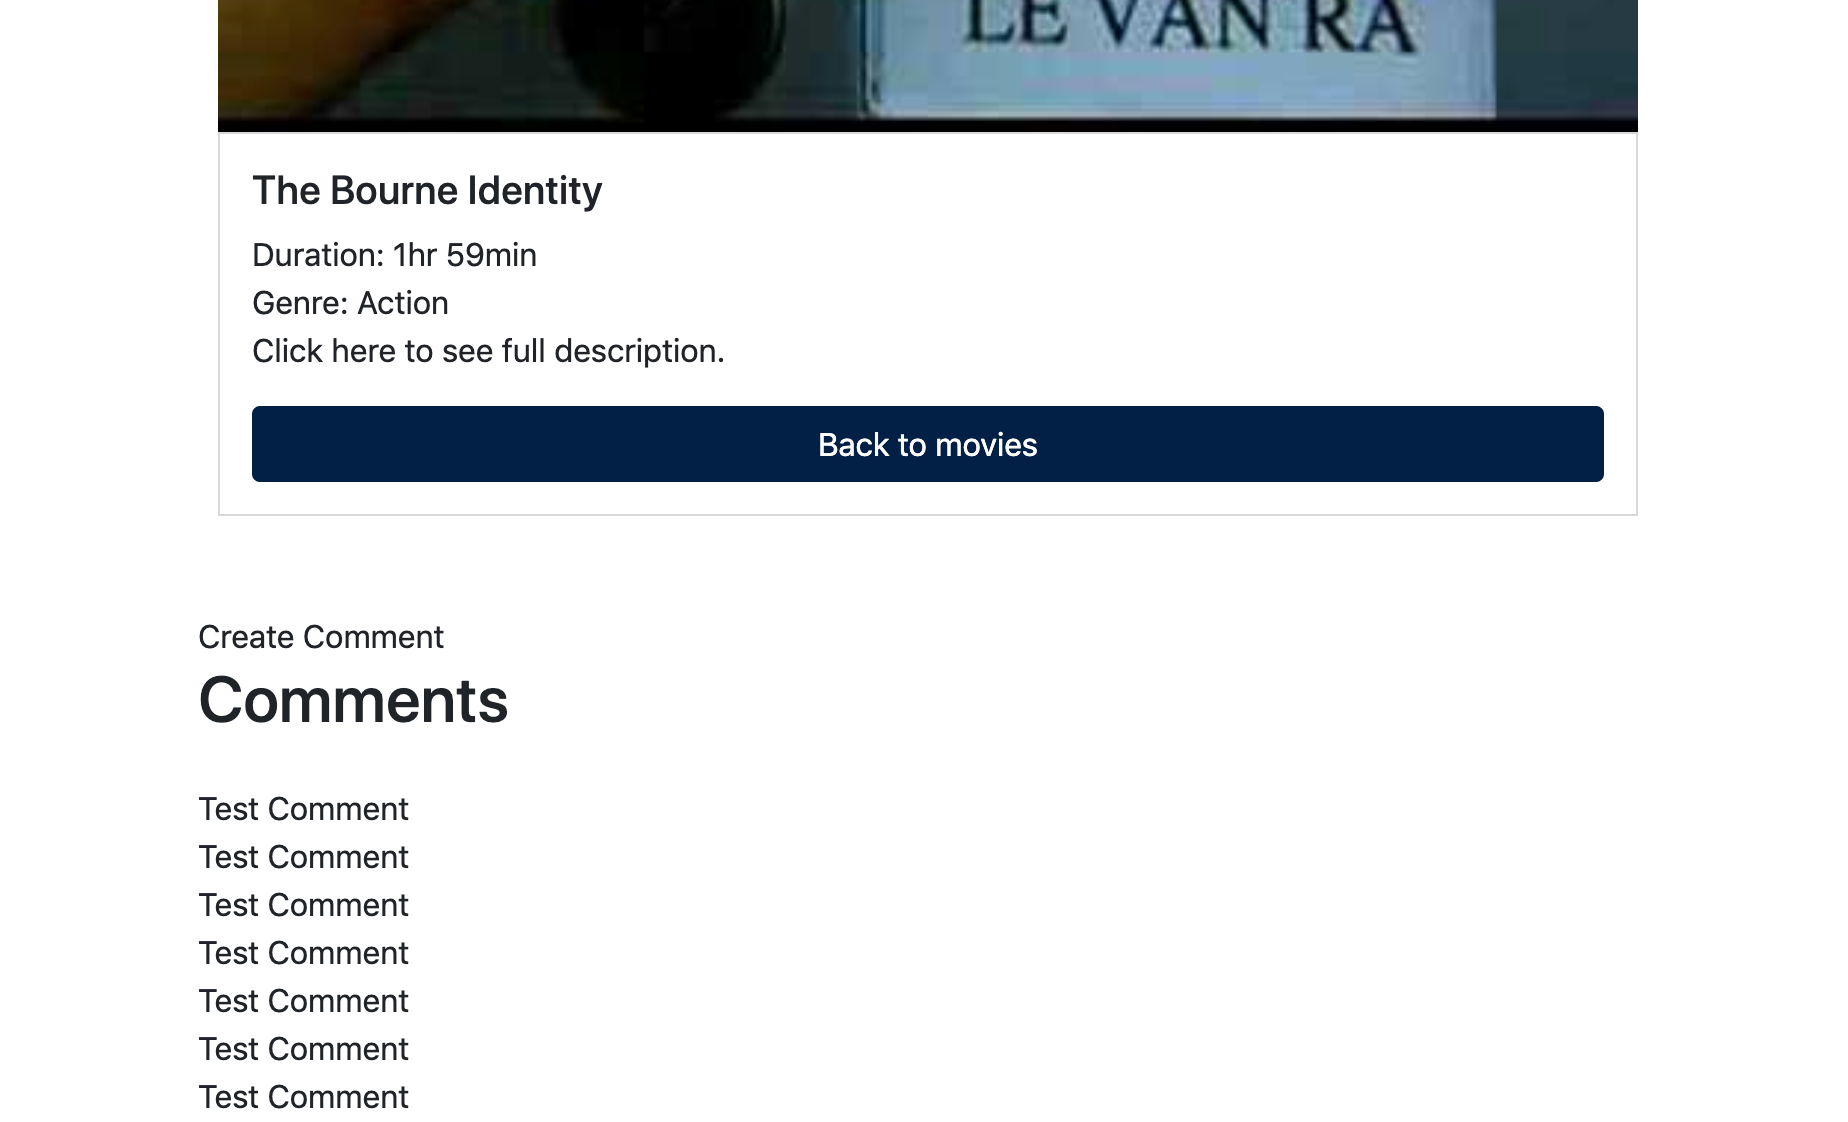 LE VAN RA
The Bourne Identity
Duration: 1hr 59min
Genre: Action
Click here to see full description.
Back to movies
Create Comment
Comments
Test Comment
Test Comment
Test Comment
Test Comment
Test Comment
Test Comment
Test Comment